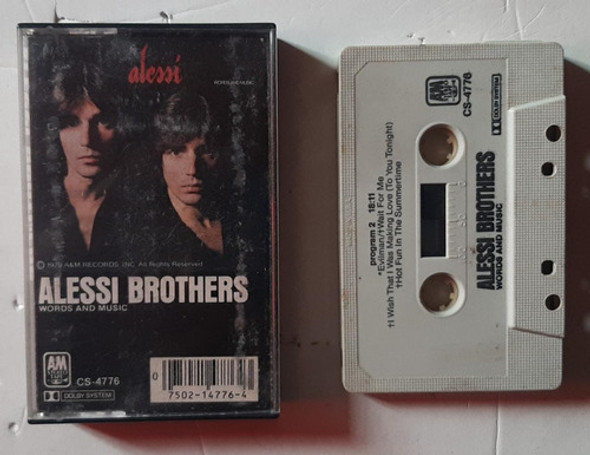 alessi
WORDS AND MUSIC
© 1979 A&M RECORDS, INC. All Rights Reserved
ALESSI BROTHERS
WORDS AND MUSIC
A&M
RECORDS
CS-4776
DOLBY SYSTEM
0
7502-14776-4
A&M
RECORDS
CS-4776
DOLBY SYSTEM
ALESSI BROTHERS
WORDS AND MUSIC
program 2 18:11
*Evilman/†Wait For Me
†I Wish That I Was Making Love (To You Tonight)
†Hot Fun In The Summertime